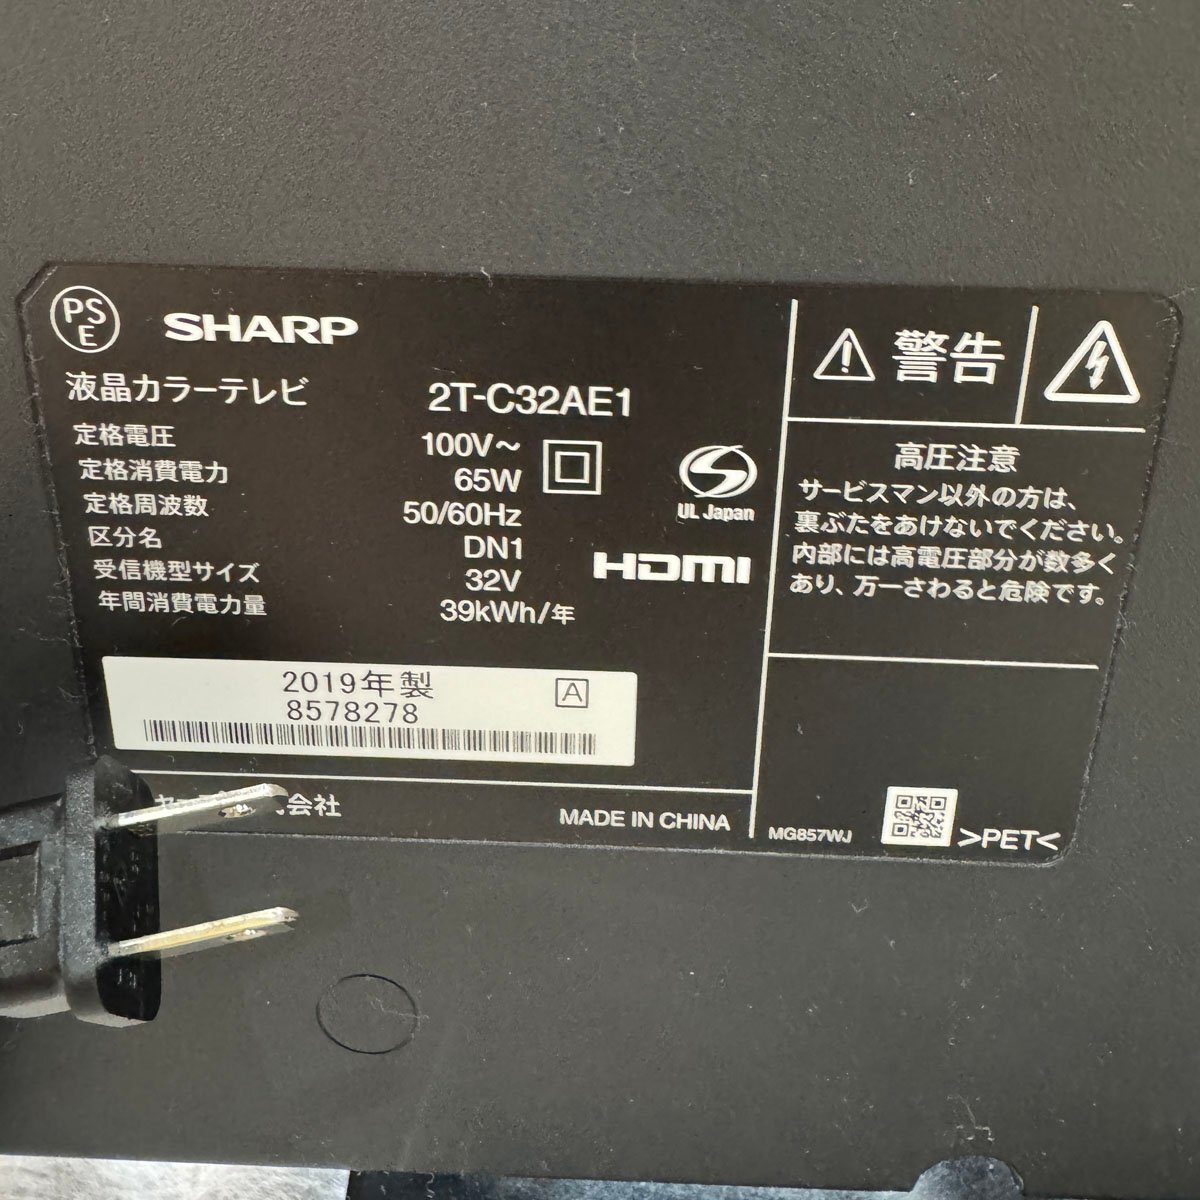 PS
E
SHARP
液晶カラーテレビ 2T-C32AE1
定格電圧 100V～
定格消費電力 65W
定格周波数 50/60Hz
区分名 DN1
受信機型サイズ 32V
年間消費電力量 39kWh/年
UL Japan
HDMI
2019年製 A
8578278
会社
MADE IN CHINA
警告
高圧注意
サービスマン以外の方は、
裏ぶたをあけないでください。
内部には高電圧部分が数多く
あり、万一さわると危険です。
MG857WJ
>PET<